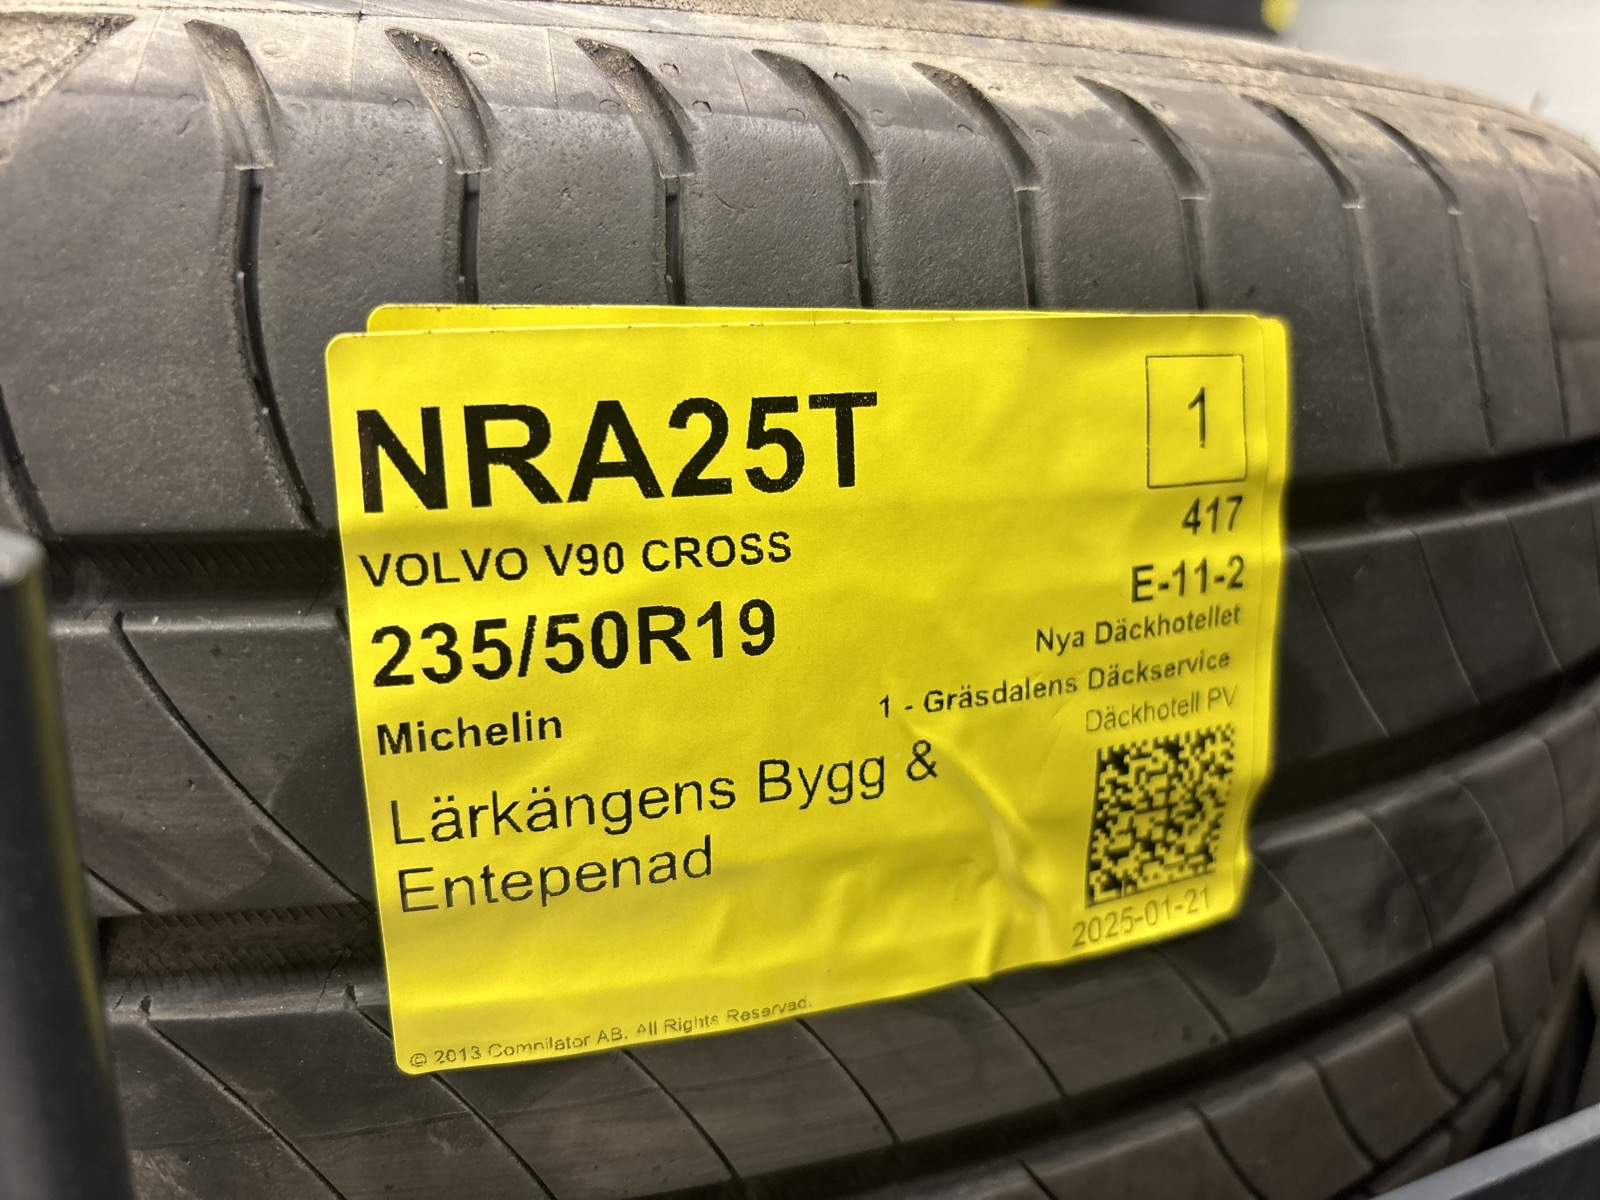 NRA25T
1
VOLVO V90 CROSS
417
235/50R19
E-11-2
Nya Däckhotellet
Michelin
1 - Gräsdalens Däckservice
Däckhotell PV
Lärkängens Bygg &
Entepenad
2025-01-21
© 2013 Compilator AB. All Rights Reserved.